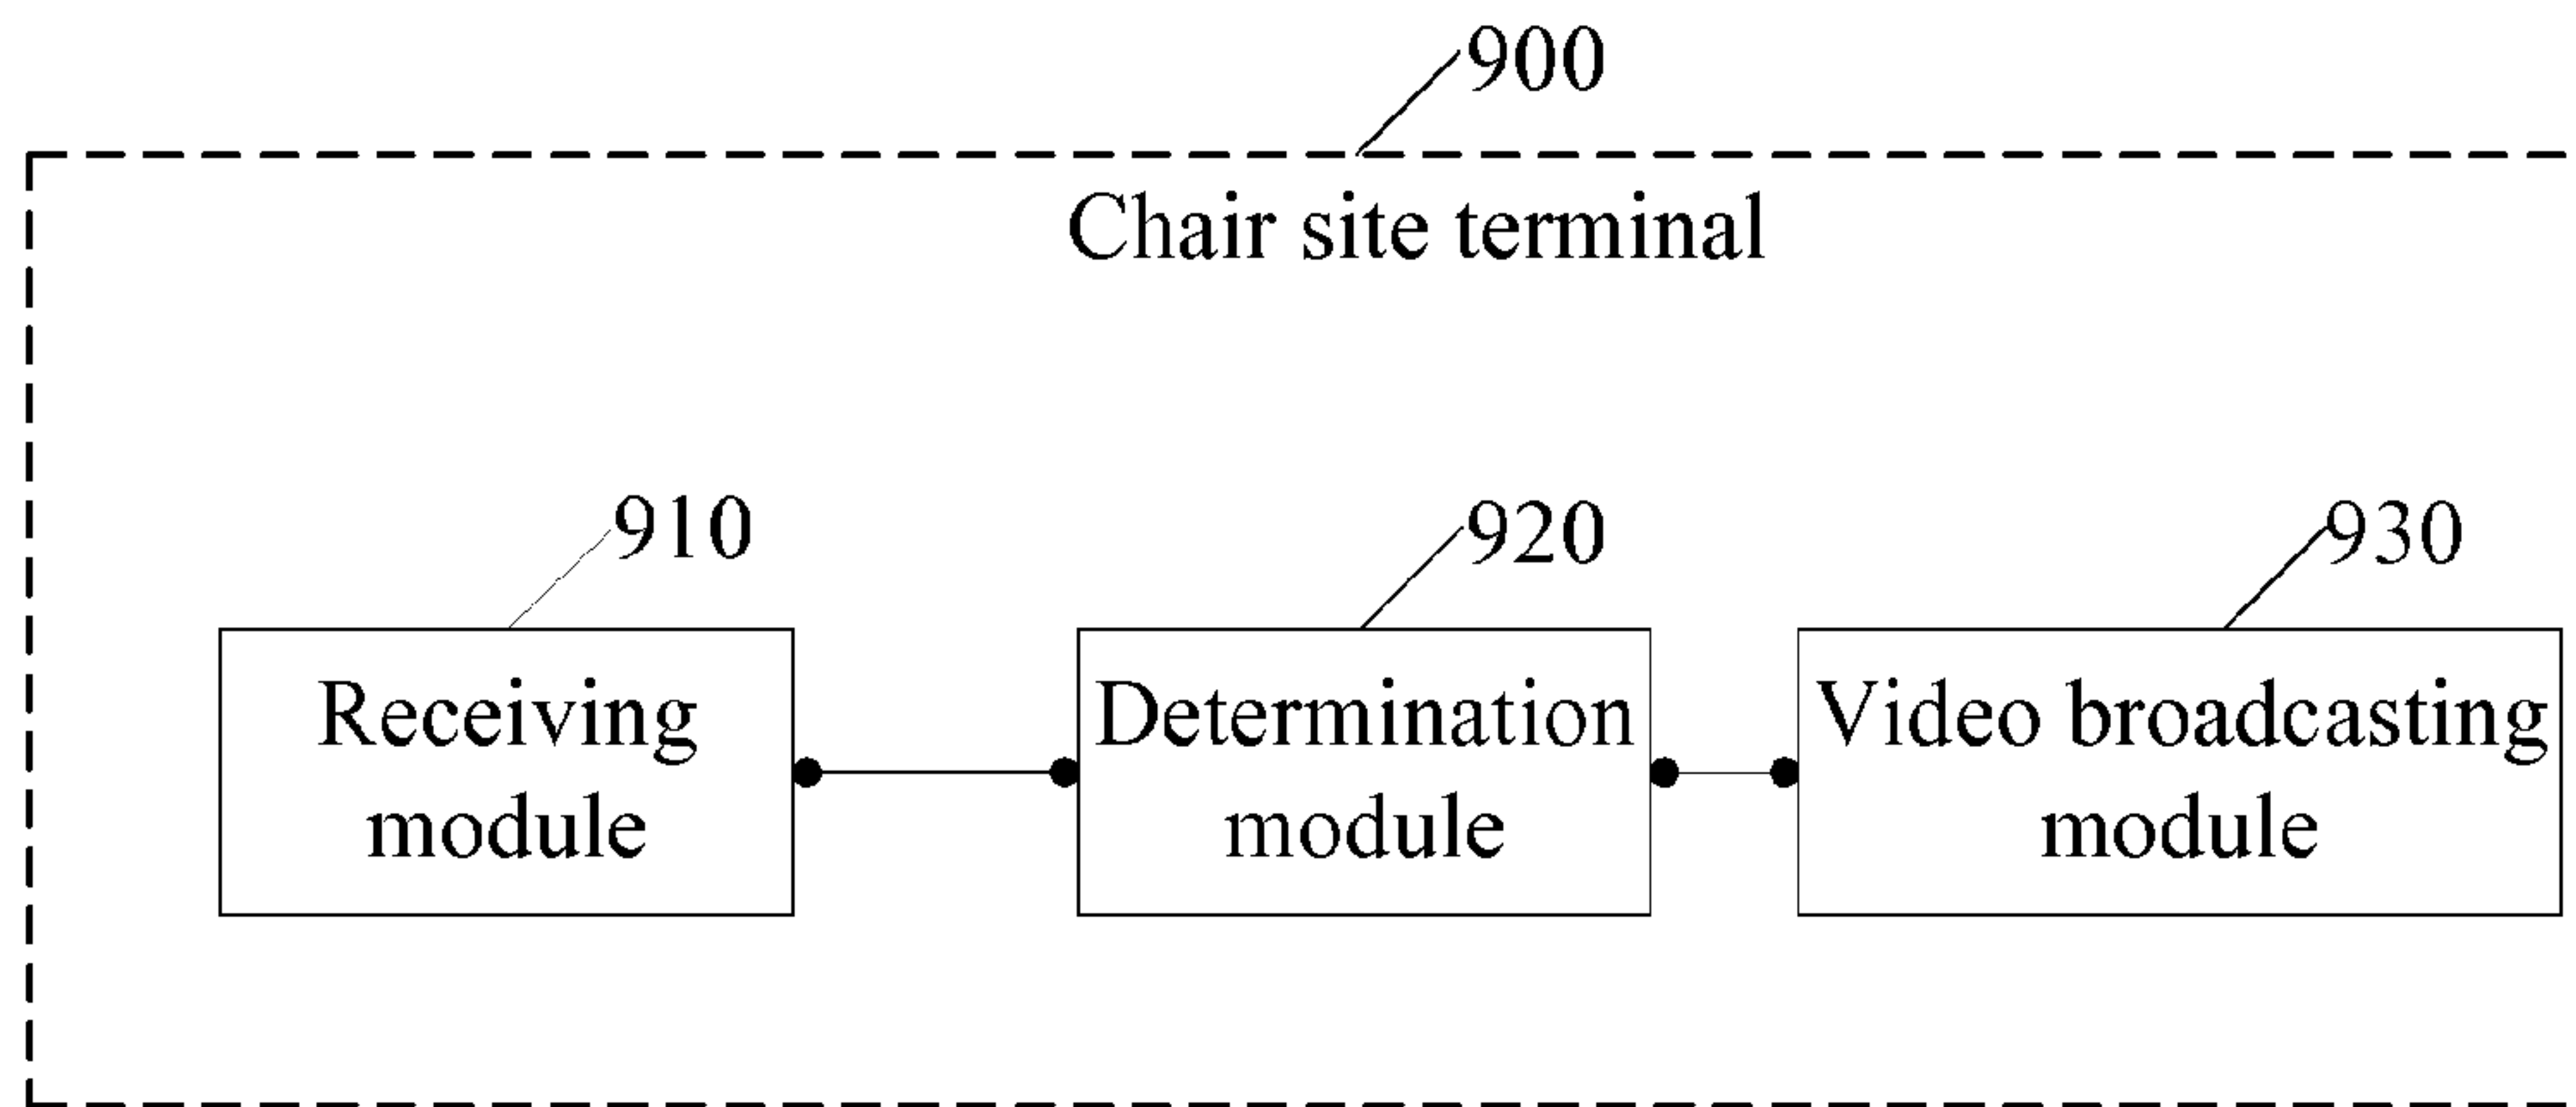 900
Chair site terminal
910
920
930
Receiving
module
Determination
module
Video broadcasting
module